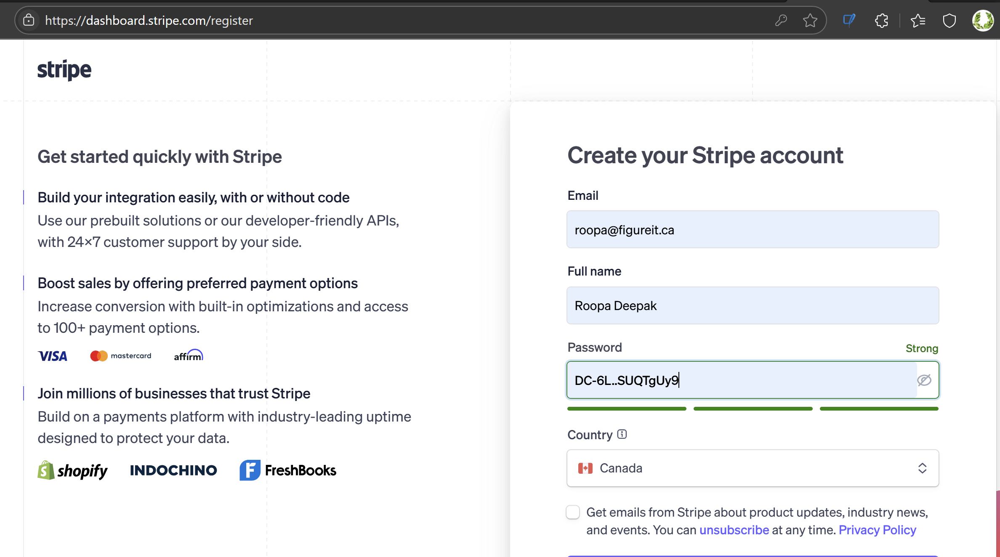 https://dashboard.stripe.com/register
stripe
Get started quickly with Stripe
Build your integration easily, with or without code
Use our prebuilt solutions or our developer-friendly APIs,
with 24×7 customer support by your side.
Boost sales by offering preferred payment options
Increase conversion with built-in optimizations and access
to 100+ payment options.
VISA mastercard affirm
Join millions of businesses that trust Stripe
Build on a payments platform with industry-leading uptime
designed to protect your data.
shopify INDOCHINO FreshBooks
Create your Stripe account
Email
roopa@figureit.ca
Full name
Roopa Deepak
Password Strong
DC-6L..SUQTgUy9
Country
Canada
Get emails from Stripe about product updates, industry news,
and events. You can unsubscribe at any time. Privacy Policy